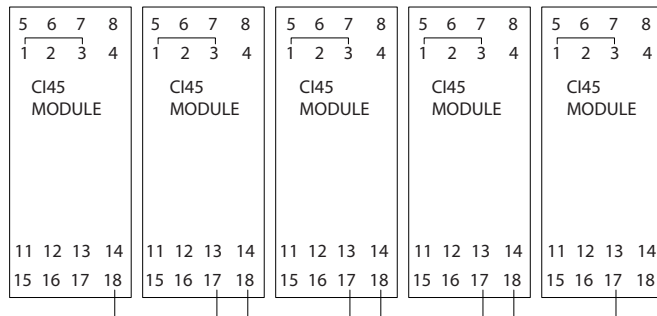 5 6 7 8 5 6 7 8 5 6 7 8 5 6 7 8 5 6 7 8
1 2 3 4 1 2 3 4 1 2 3 4 1 2 3 4 1 2 3 4
CI45 CI45 CI45 CI45 CI45
MODULE MODULE MODULE MODULE MODULE
11 12 13 14 11 12 13 14 11 12 13 14 11 12 13 14 11 12 13 14
15 16 17 18 15 16 17 18 15 16 17 18 15 16 17 18 15 16 17 18